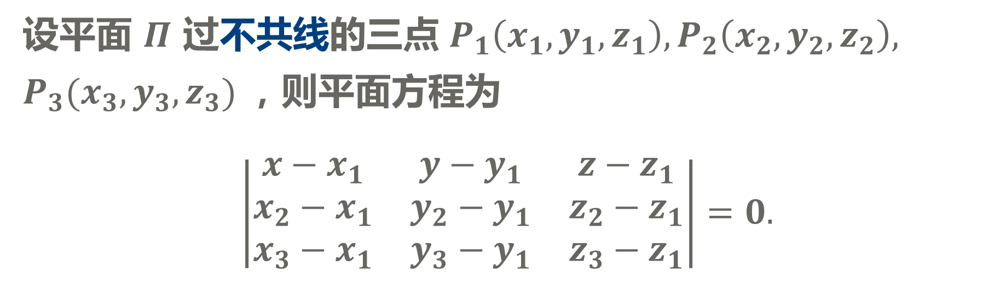 设平面 Π 过不共线的三点 P₁(x₁, y₁, z₁), P₂(x₂, y₂, z₂),
P₃(x₃, y₃, z₃) ，则平面方程为
| x − x₁  y − y₁  z − z₁ |
| x₂ − x₁  y₂ − y₁  z₂ − z₁ | = 0.
| x₃ − x₁  y₃ − y₁  z₃ − z₁ |